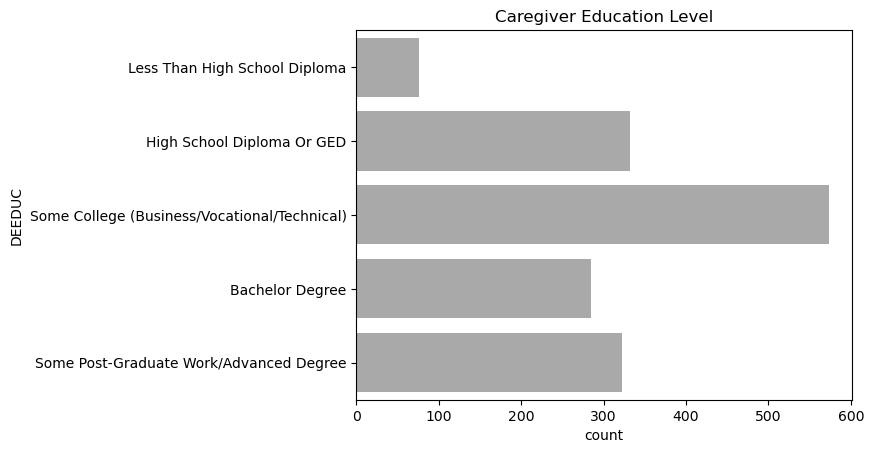 Caregiver Education Level
DEEDUC
Less Than High School Diploma
High School Diploma Or GED
Some College (Business/Vocational/Technical)
Bachelor Degree
Some Post-Graduate Work/Advanced Degree
0 100 200 300 400 500 600
count